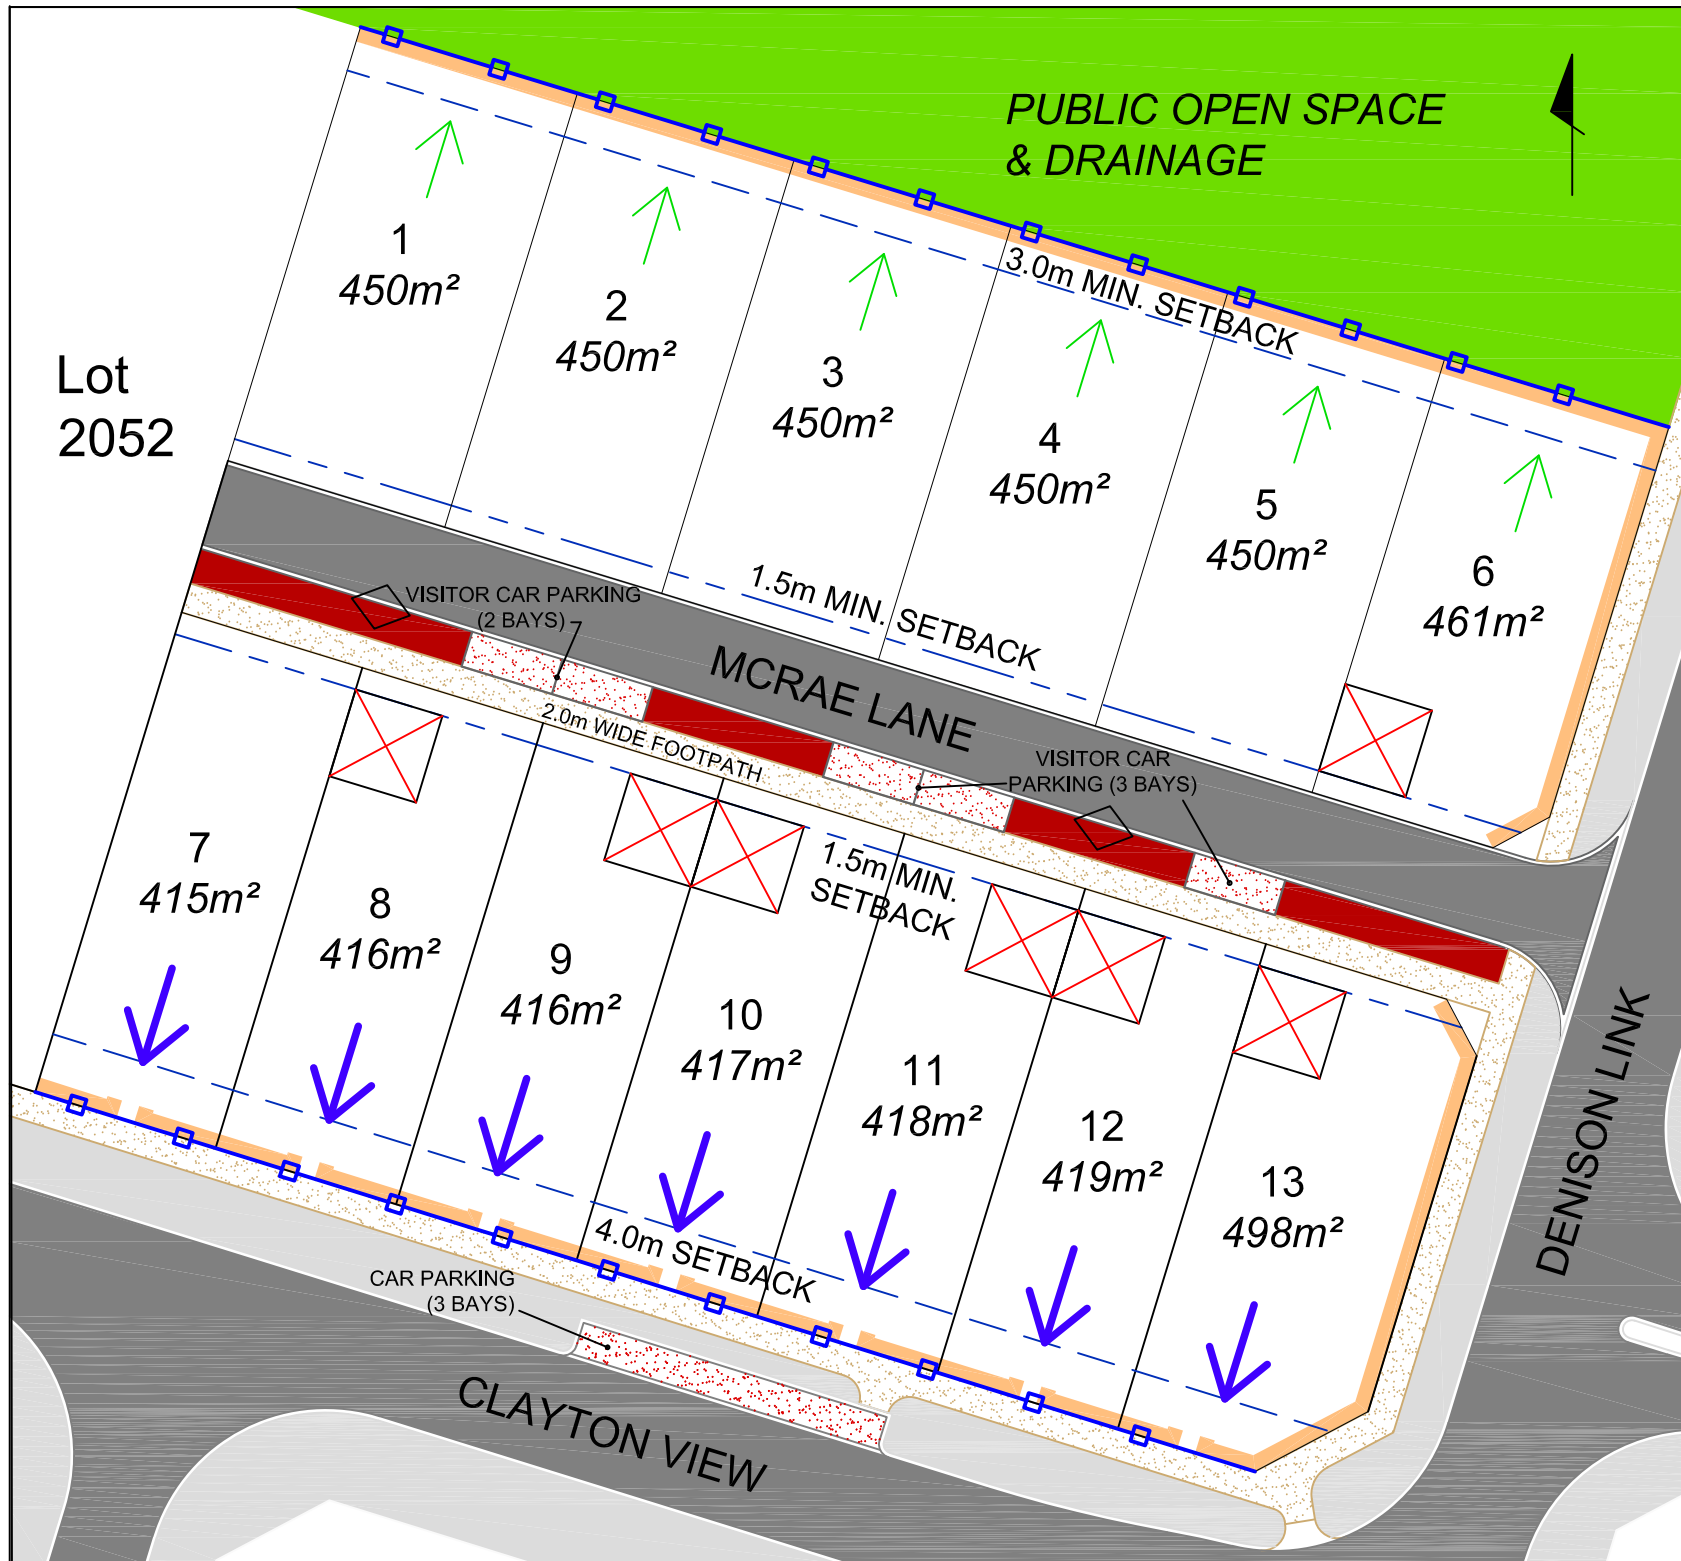 PUBLIC OPEN SPACE
& DRAINAGE
3.0m MIN. SETBACK
1
450m²
2
450m²
3
450m²
4
450m²
5
450m²
6
461m²
Lot
2052
1.5m MIN. SETBACK
VISITOR CAR PARKING
(2 BAYS)
MCRAE LANE
2.0m WIDE FOOTPATH
VISITOR CAR
PARKING (3 BAYS)
1.5m MIN.
SETBACK
7
415m²
8
416m²
9
416m²
10
417m²
11
418m²
12
419m²
13
498m²
DENISON LINK
4.0m SETBACK
CAR PARKING
(3 BAYS)
CLAYTON VIEW